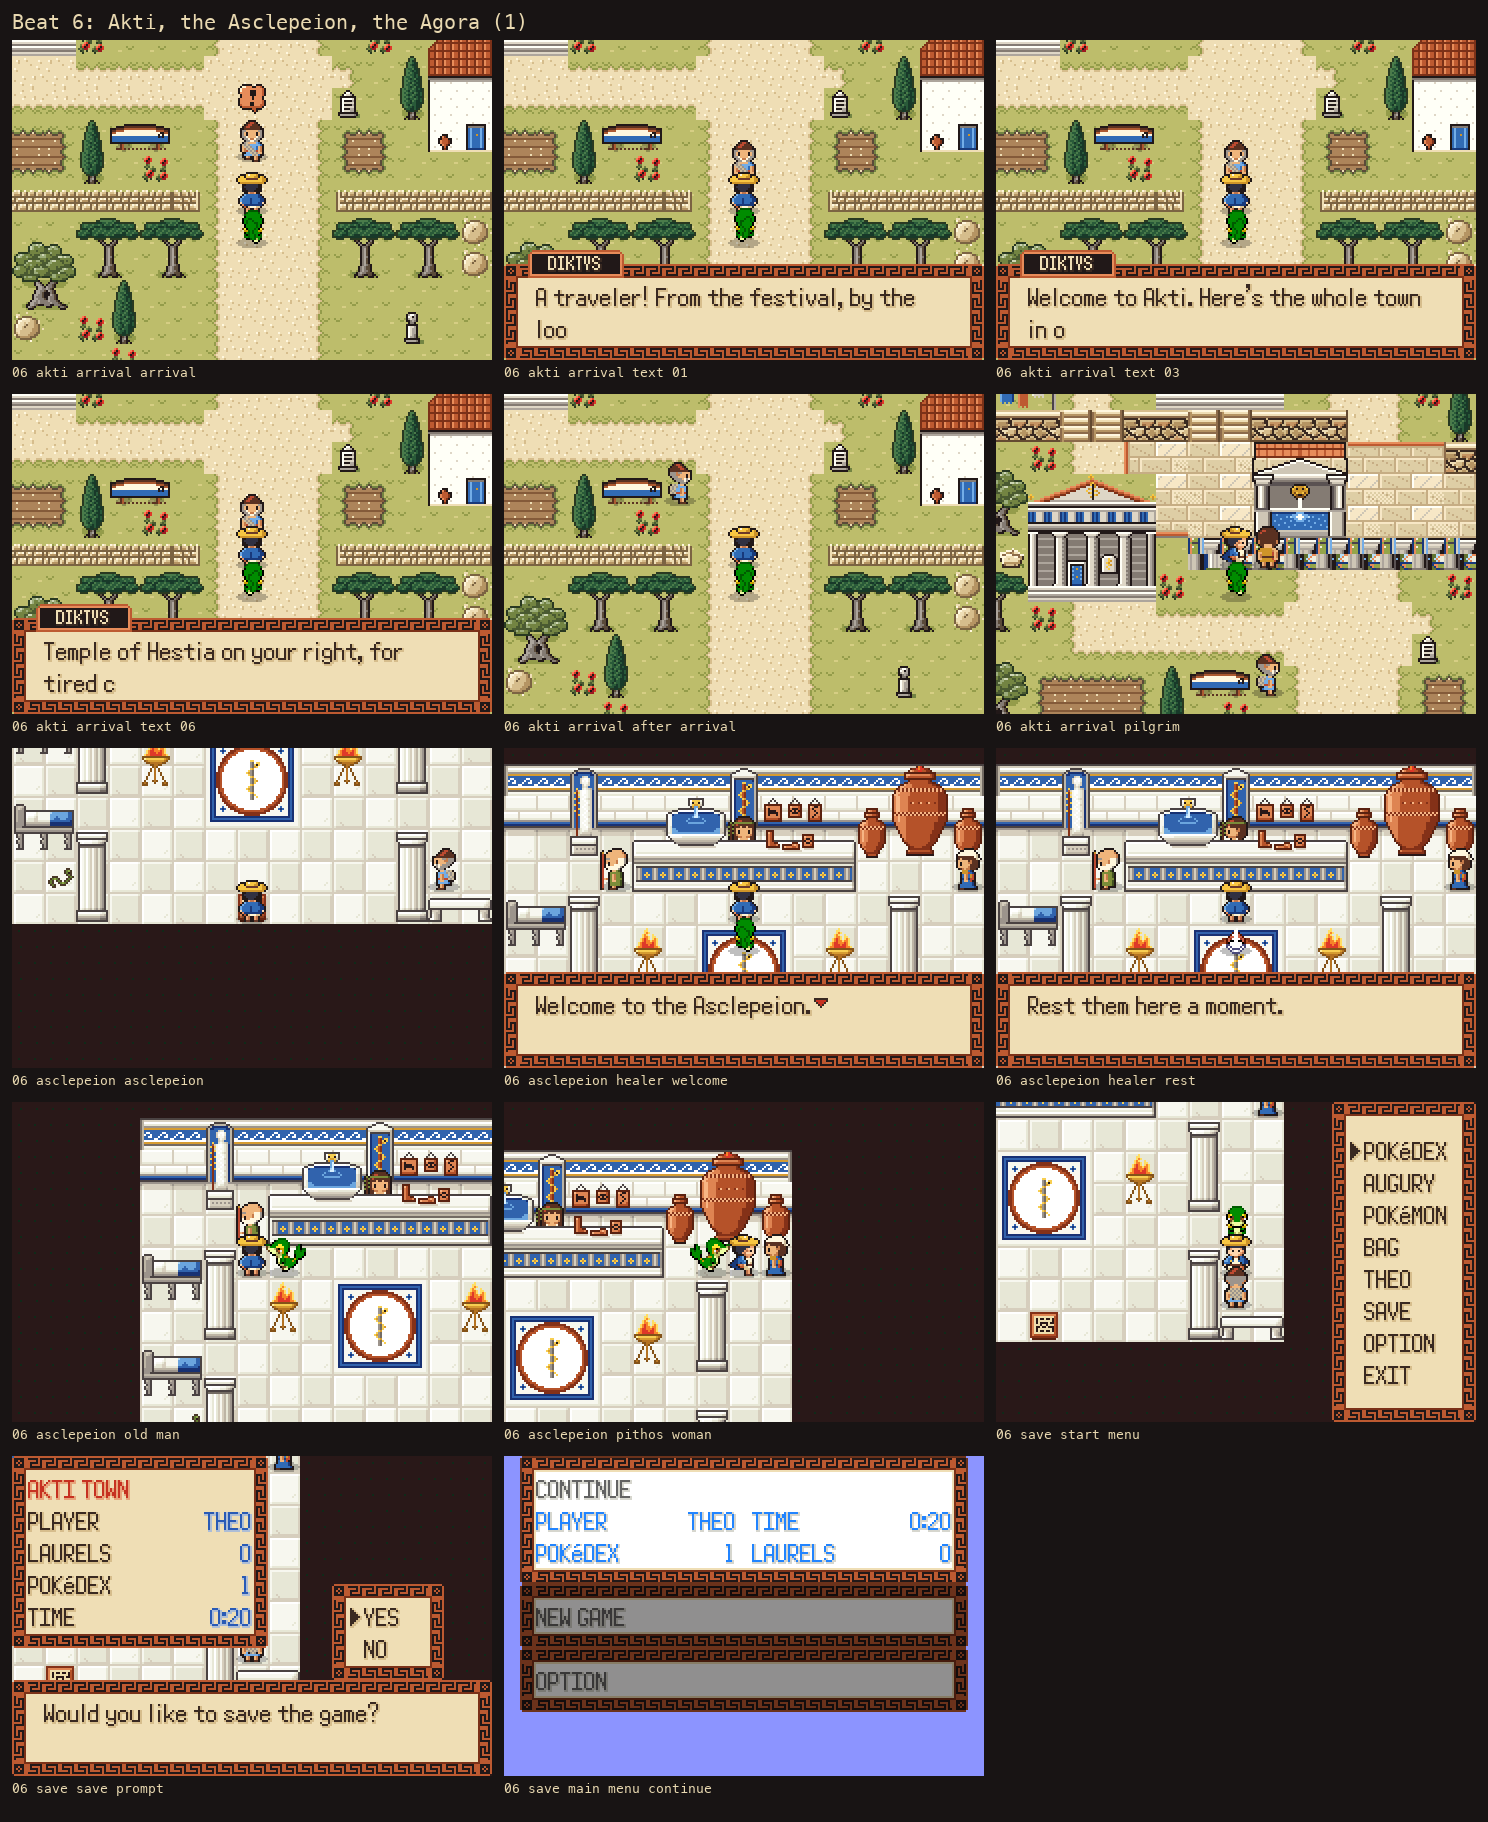 Beat 6: Akti, the Asclepeion, the Agora (1)
!
06 akti arrival arrival
DIKTYS
A traveler! From the festival, by the
loo
06 akti arrival text 01
DIKTYS
Welcome to Akti. Here's the whole town
in o
06 akti arrival text 03
DIKTYS
Temple of Hestia on your right, for
tired c
06 akti arrival text 06
06 akti arrival after arrival
06 akti arrival pilgrim
06 asclepeion asclepeion
Welcome to the Asclepeion.
06 asclepeion healer welcome
Rest them here a moment.
06 asclepeion healer rest
06 asclepeion old man
06 asclepeion pithos woman
POKéDEX
AUGURY
POKéMON
BAG
THEO
SAVE
OPTION
EXIT
06 save start menu
AKTI TOWN
PLAYER THEO
LAURELS 0
POKéDEX 1
TIME 0:20
YES
NO
Would you like to save the game?
06 save save prompt
CONTINUE
PLAYER THEO TIME 0:20
POKéDEX 1 LAURELS 0
NEW GAME
OPTION
06 save main menu continue